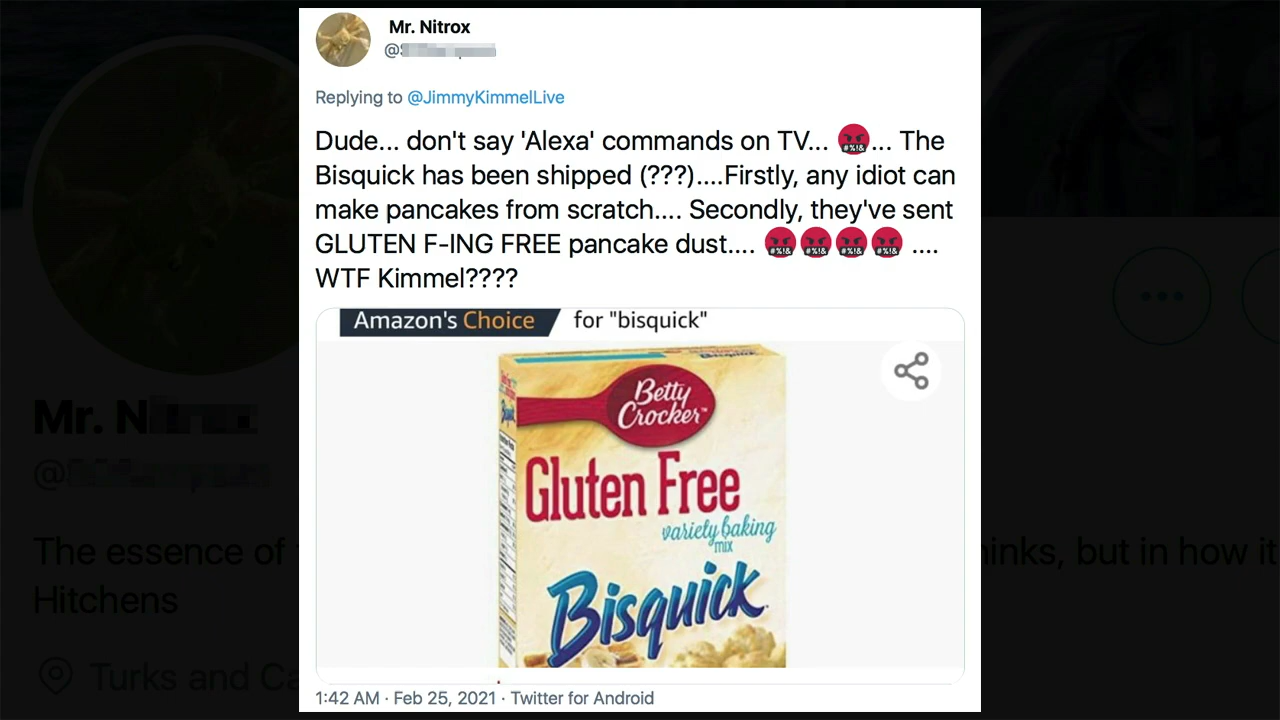 Mr. Nitrox
Replying to @JimmyKimmelLive
Dude... don't say 'Alexa' commands on TV... 🤬... The
Bisquick has been shipped (???)....Firstly, any idiot can
make pancakes from scratch.... Secondly, they've sent
GLUTEN F-ING FREE pancake dust.... 🤬🤬🤬🤬 ....
WTF Kimmel????
Amazon's Choice for "bisquick"
Betty
Crocker™
Gluten Free
variety baking
mix
Bisquick
1:42 AM · Feb 25, 2021 · Twitter for Android
Mr. N
The essence of
but in how it
Hitchens
Turks and